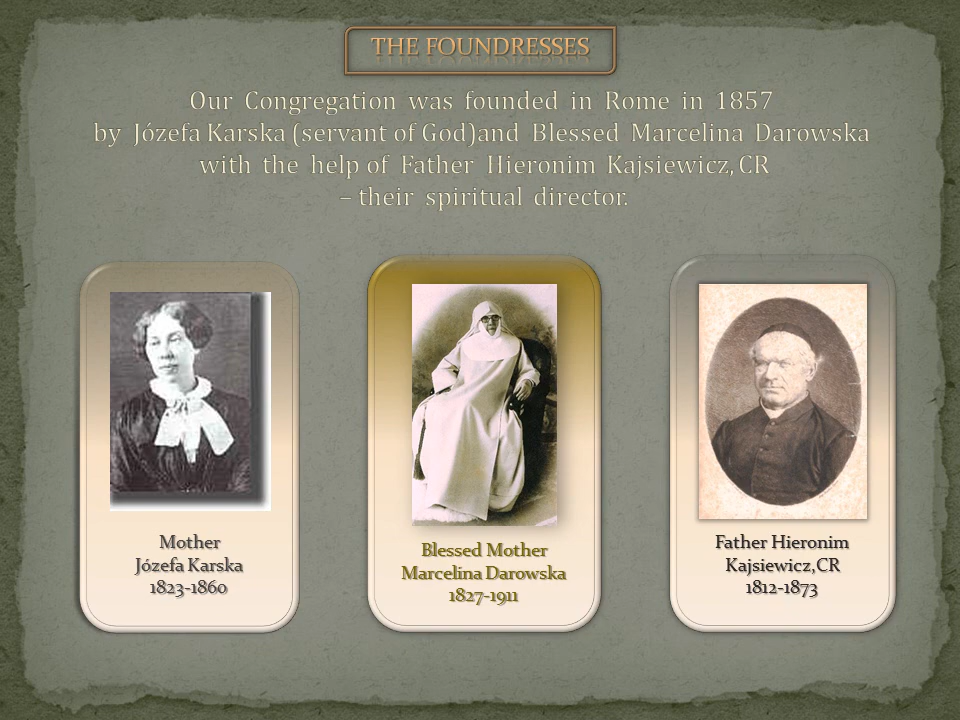 THE FOUNDRESSES
Our Congregation was founded in Rome in 1857
by Józefa Karska (servant of God)and Blessed Marcelina Darowska
with the help of Father Hieronim Kajsiewicz,CR
– their spiritual director.
Mother
Józefa Karska
1823-1860
Blessed Mother
Marcelina Darowska
1827-1911
Father Hieronim
Kajsiewicz,CR
1812-1873